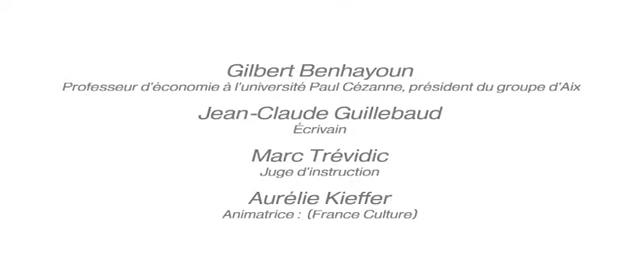 Gilbert Benhayoun
Professeur d'économie à l'université Paul Cézanne, président du groupe d'Aix
Jean-Claude Guillebaud
Écrivain
Marc Trévidic
Juge d'instruction
Aurélie Kieffer
Animatrice : (France Culture)